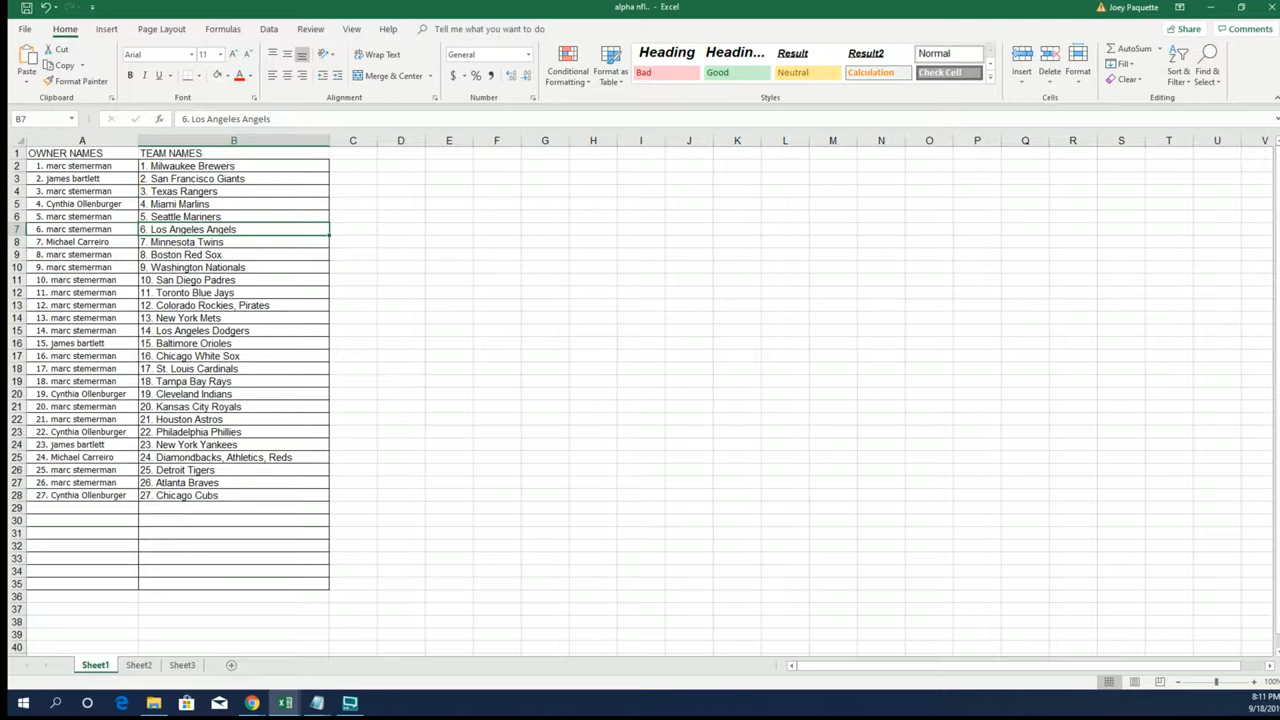 alpha nfl.. - Excel
Joey Paquette
File Home Insert Page Layout Formulas Data Review View Help Tell me what you want to do Share Comments
Paste Cut Copy Format Painter Clipboard
Arial 11 Font
Wrap Text Merge & Center Alignment
General Number
Conditional Formatting Format as Table
Heading Headin... Result Result2 Normal
Bad Good Neutral Calculation Check Cell
Styles
Insert Delete Format Cells
AutoSum Fill Clear Sort & Filter Find & Select Editing
B7 fx 6. Los Angeles Angels
A B C D E F G H I J K L M N O P Q R S T U V
1 OWNER NAMES TEAM NAMES
2 1. marc stemerman 1. Milwaukee Brewers
3 2. james bartlett 2. San Francisco Giants
4 3. marc stemerman 3. Texas Rangers
5 4. Cynthia Ollenburger 4. Miami Marlins
6 5. marc stemerman 5. Seattle Mariners
7 6. marc stemerman 6. Los Angeles Angels
8 7. Michael Carreiro 7. Minnesota Twins
9 8. marc stemerman 8. Boston Red Sox
10 9. marc stemerman 9. Washington Nationals
11 10. marc stemerman 10. San Diego Padres
12 11. marc stemerman 11. Toronto Blue Jays
13 12. marc stemerman 12. Colorado Rockies, Pirates
14 13. marc stemerman 13. New York Mets
15 14. marc stemerman 14. Los Angeles Dodgers
16 15. james bartlett 15. Baltimore Orioles
17 16. marc stemerman 16. Chicago White Sox
18 17. marc stemerman 17. St. Louis Cardinals
19 18. marc stemerman 18. Tampa Bay Rays
20 19. Cynthia Ollenburger 19. Cleveland Indians
21 20. marc stemerman 20. Kansas City Royals
22 21. marc stemerman 21. Houston Astros
23 22. Cynthia Ollenburger 22. Philadelphia Phillies
24 23. james bartlett 23. New York Yankees
25 24. Michael Carreiro 24. Diamondbacks, Athletics, Reds
26 25. marc stemerman 25. Detroit Tigers
27 26. marc stemerman 26. Atlanta Braves
28 27. Cynthia Ollenburger 27. Chicago Cubs
29
30
31
32
33
34
35
36
37
38
39
40
Sheet1 Sheet2 Sheet3
100%
8:11 PM
9/18/201